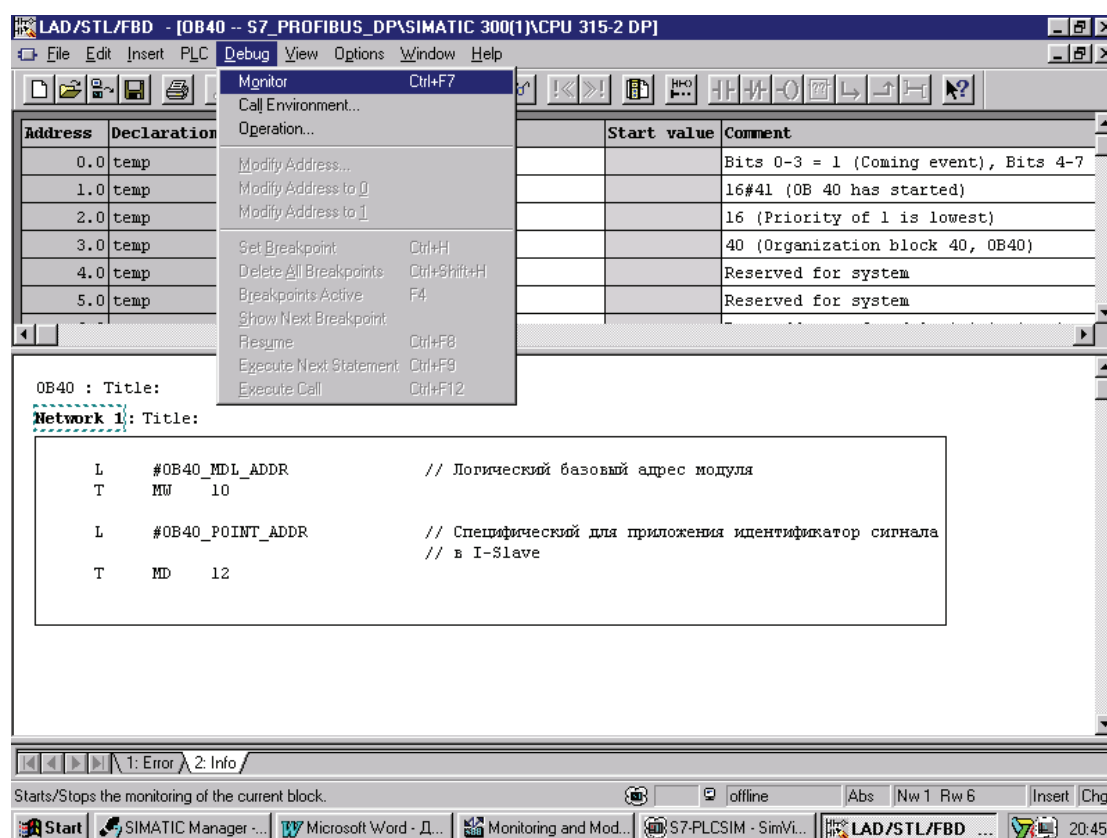 LAD/STL/FBD - [OB40 -- S7_PROFIBUS_DP\SIMATIC 300(1)\CPU 315-2 DP]
File Edit Insert PLC Debug View Options Window Help
Monitor Ctrl+F7
Call Environment...
Operation...
Modify Address...
Modify Address to 0
Modify Address to 1
Set Breakpoint Ctrl+H
Delete All Breakpoints Ctrl+Shift+H
Breakpoints Active F4
Show Next Breakpoint
Resume Ctrl+F8
Execute Next Statement Ctrl+F9
Execute Call Ctrl+F12
Address Declaration Start value Comment
0.0 temp Bits 0-3 = 1 (Coming event), Bits 4-7
1.0 temp 16#41 (OB 40 has started)
2.0 temp 16 (Priority of 1 is lowest)
3.0 temp 40 (Organization block 40, OB40)
4.0 temp Reserved for system
5.0 temp Reserved for system
OB40 : Title:
Network 1 : Title:
L #OB40_MDL_ADDR // Логический базовый адрес модуля
T MW 10
L #OB40_POINT_ADDR // Специфический для приложения идентификатор сигнала
// в I-Slave
T MD 12
1: Error 2: Info
Starts/Stops the monitoring of the current block. offline Abs Nw 1 Rw 6 Insert Chg
Start SIMATIC Manager -... Microsoft Word - Д... Monitoring and Mod... S7-PLCSIM - SimVi... LAD/STL/FBD ... 20:45